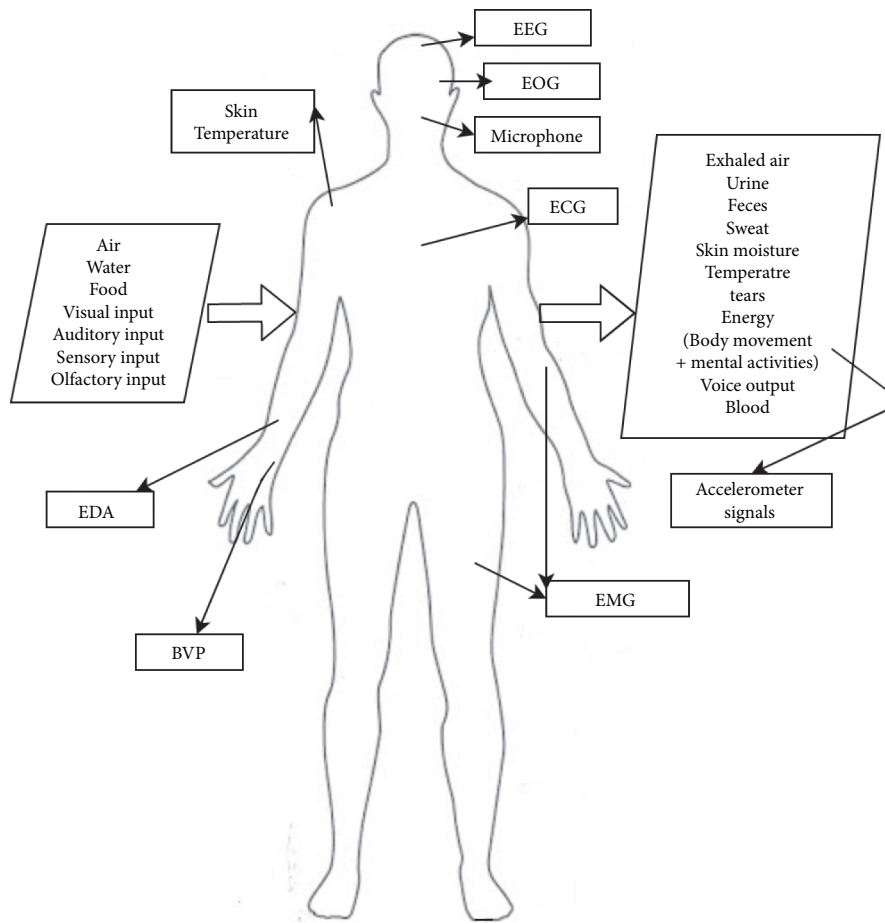 EEG
EOG
Skin
Temperature
Microphone
ECG
Air
Water
Food
Visual input
Auditory input
Sensory input
Olfactory input
Exhaled air
Urine
Feces
Sweat
Skin moisture
Temperatre
tears
Energy
(Body movement
+ mental activities)
Voice output
Blood
EDA
Accelerometer
signals
EMG
BVP